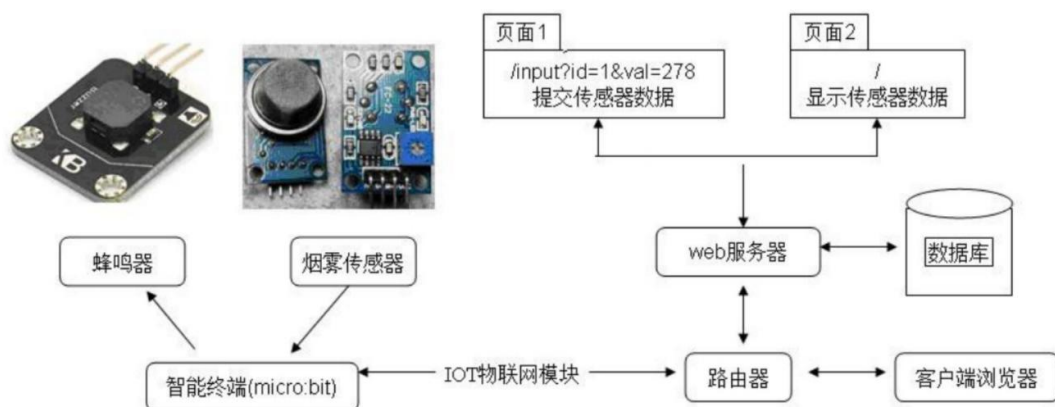 页面1
/input?id=1&val=278
提交传感器数据
页面2
/
显示传感器数据
FC-22
蜂鸣器
烟雾传感器
web服务器
数据库
智能终端(micro:bit)
IOT物联网模块
路由器
客户端浏览器